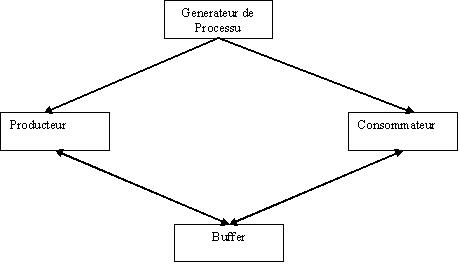 Generateur de
Processu
Producteur
Consommateur
Buffer